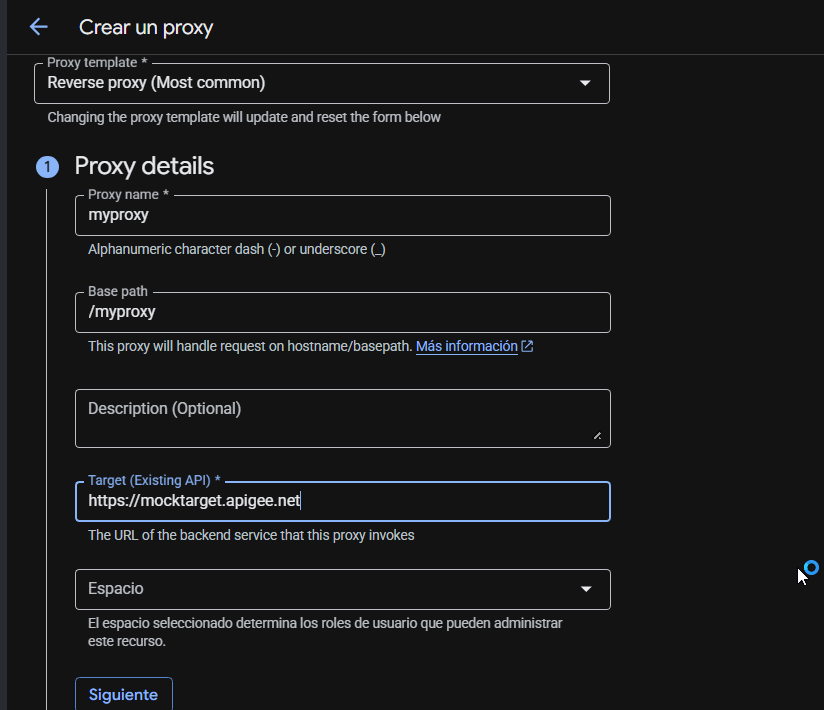 Crear un proxy
Proxy template *
Reverse proxy (Most common)
Changing the proxy template will update and reset the form below
1 Proxy details
Proxy name *
myproxy
Alphanumeric character dash (-) or underscore (_)
Base path
/myproxy
This proxy will handle request on hostname/basepath. Más información
Description (Optional)
Target (Existing API) *
https://mocktarget.apigee.net
The URL of the backend service that this proxy invokes
Espacio
El espacio seleccionado determina los roles de usuario que pueden administrar
este recurso.
Siguiente